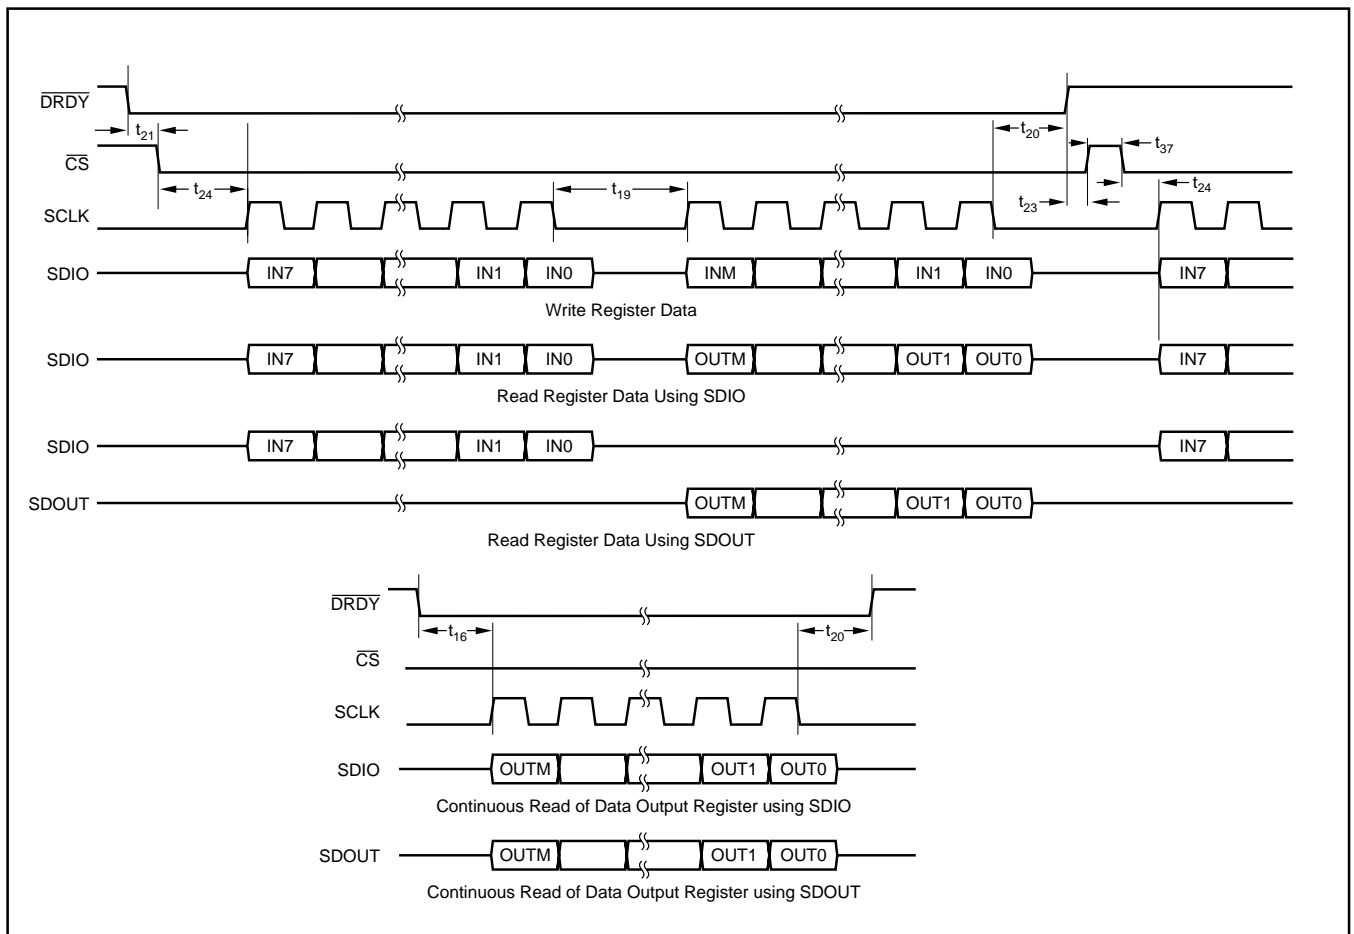 DRDY
t21
t20
t37
CS
t24
t19
t24
t23
SCLK
SDIO IN7 IN1 IN0 INM IN1 IN0 IN7
Write Register Data
SDIO IN7 IN1 IN0 OUTM OUT1 OUT0 IN7
Read Register Data Using SDIO
SDIO IN7 IN1 IN0 IN7
SDOUT OUTM OUT1 OUT0
Read Register Data Using SDOUT
DRDY
t16 t20
CS
SCLK
SDIO OUTM OUT1 OUT0
Continuous Read of Data Output Register using SDIO
SDOUT OUTM OUT1 OUT0
Continuous Read of Data Output Register using SDOUT